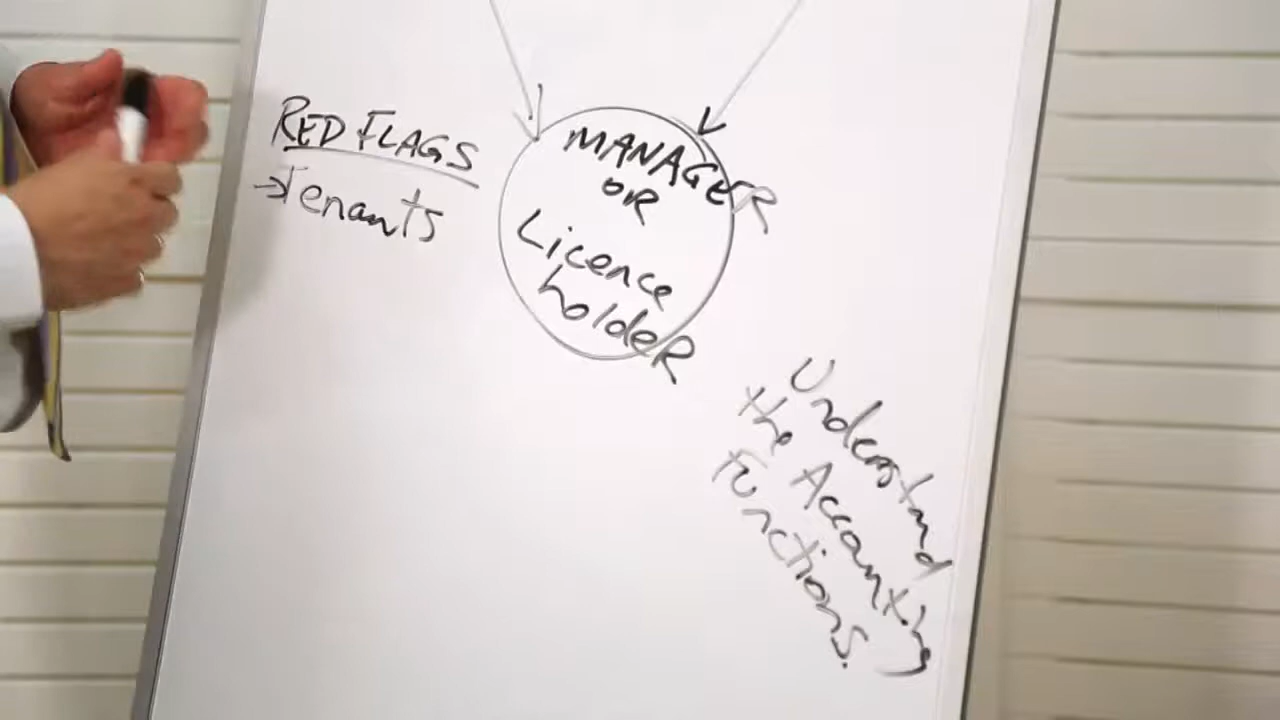 RED FLAGS
→Tenants
MANAGER
OR
Licence
holdeR
Understand
the Accounting
Functions.